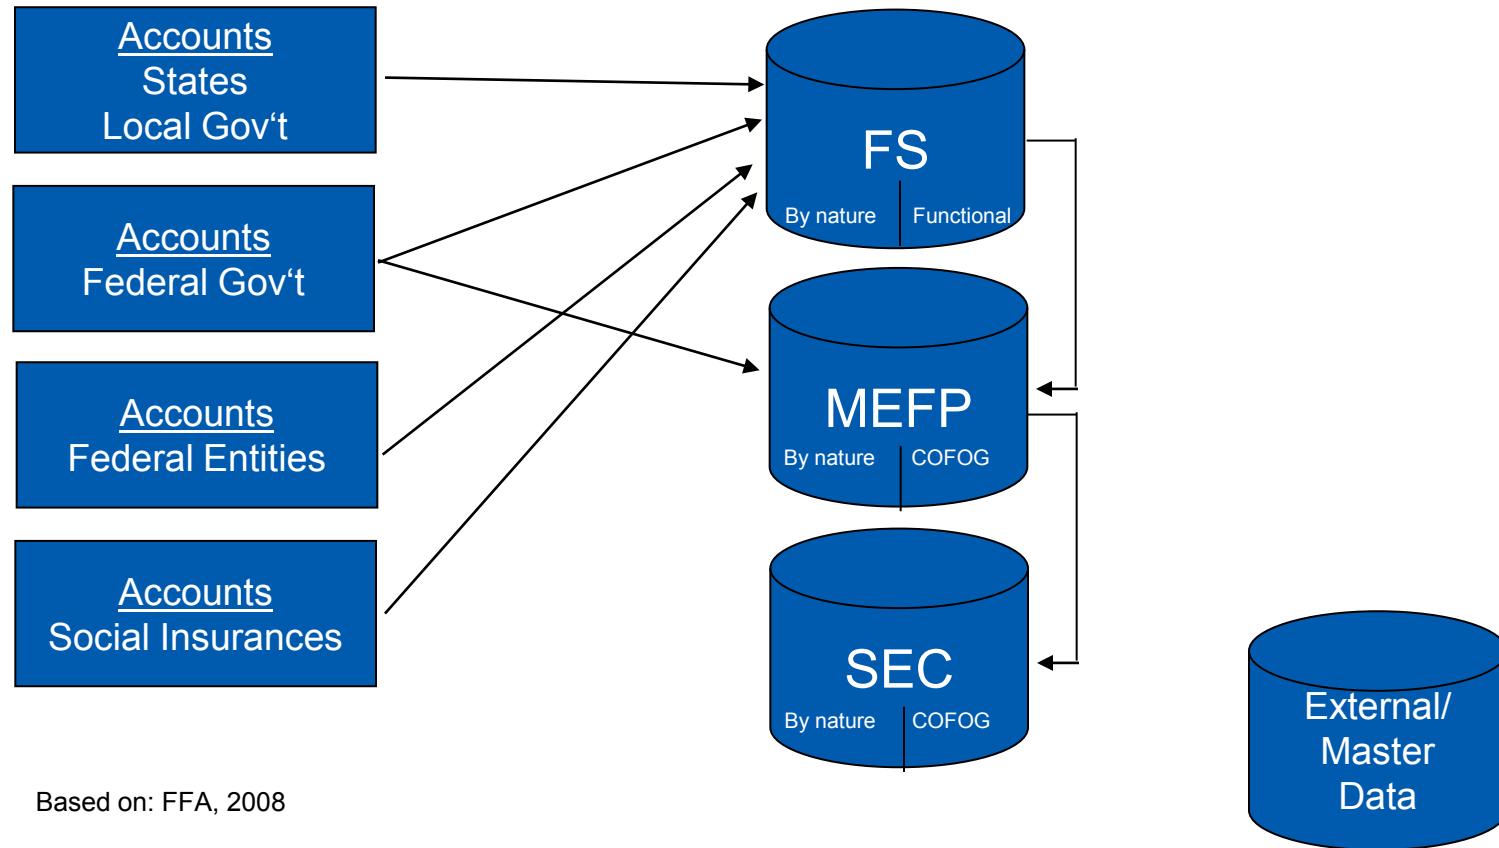 Accounts
States
Local Gov‘t
Accounts
Federal Gov‘t
Accounts
Federal Entities
Accounts
Social Insurances
FS
By nature
Functional
MEFP
By nature
COFOG
SEC
By nature
COFOG
External/
Master
Data
Based on: FFA, 2008